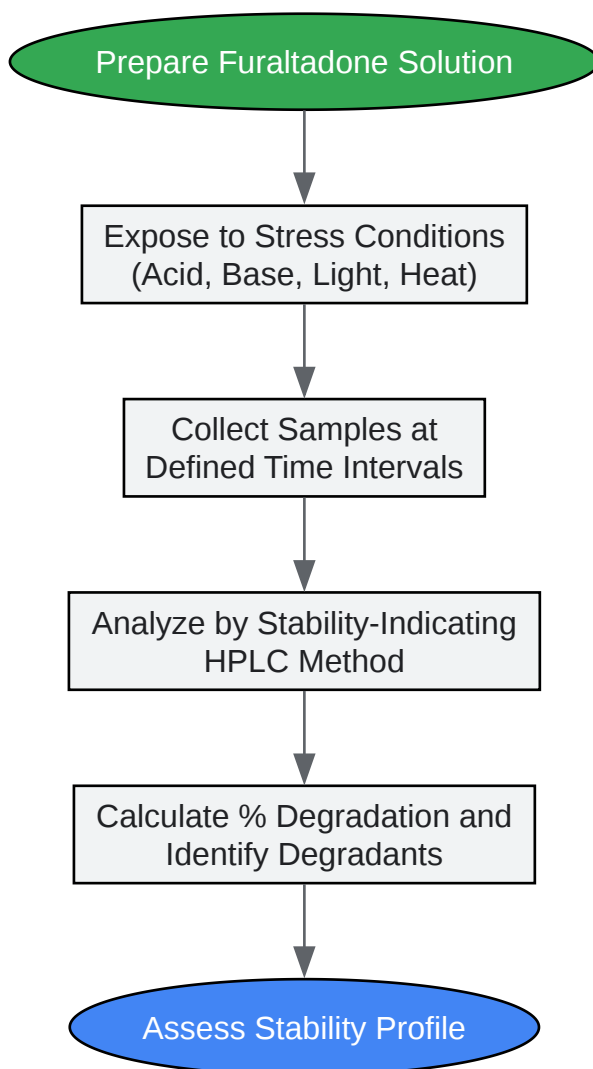 Prepare Furaltadone Solution
Expose to Stress Conditions
(Acid, Base, Light, Heat)
Collect Samples at
Defined Time Intervals
Analyze by Stability-Indicating
HPLC Method
Calculate % Degradation and
Identify Degradants
Assess Stability Profile